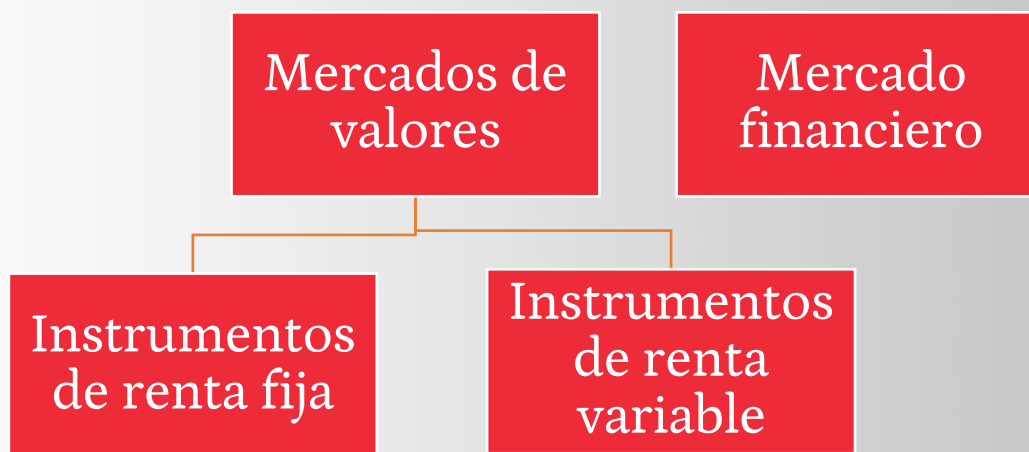 Mercados de
valores
Mercado
financiero
Instrumentos
de renta fija
Instrumentos
de renta
variable